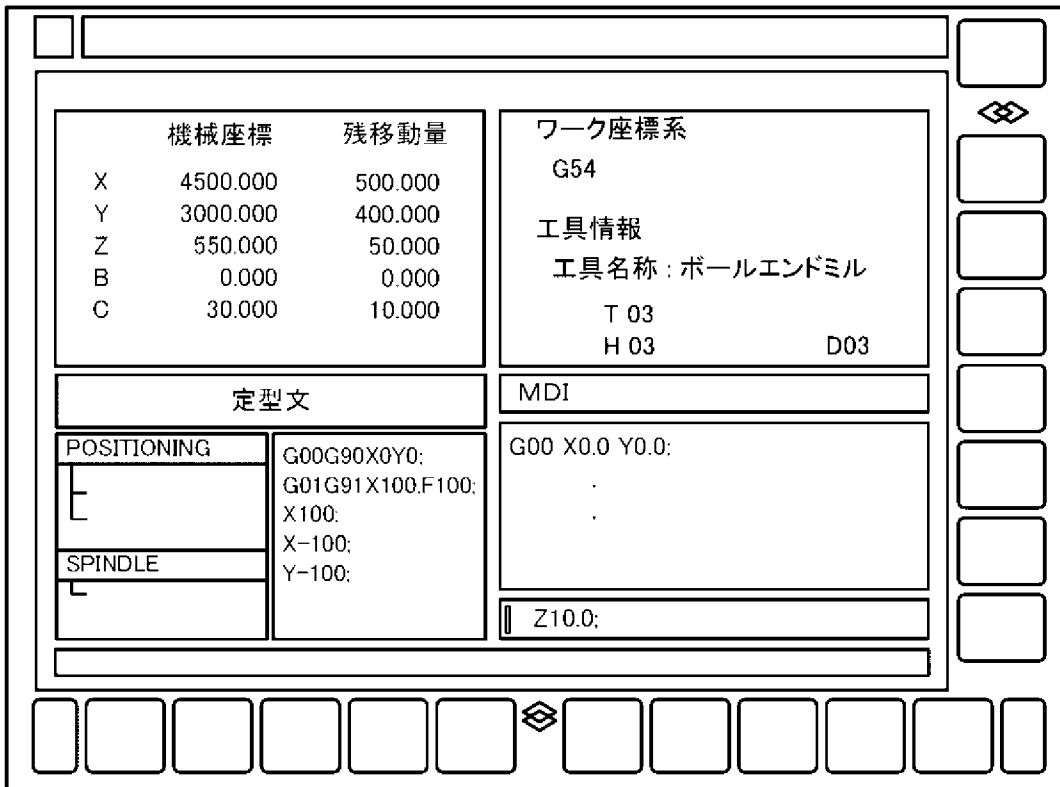 機械座標 残移動量
X 4500.000 500.000
Y 3000.000 400.000
Z 550.000 50.000
B 0.000 0.000
C 30.000 10.000
ワーク座標系
G54
工具情報
工具名称 : ボールエンドミル
T 03
H 03 D03
定型文
POSITIONING
SPINDLE
G00G90X0Y0;
G01G91X100.F100;
X100;
X-100;
Y-100;
MDI
G00 X0.0 Y0.0;
.
.
Z10.0;